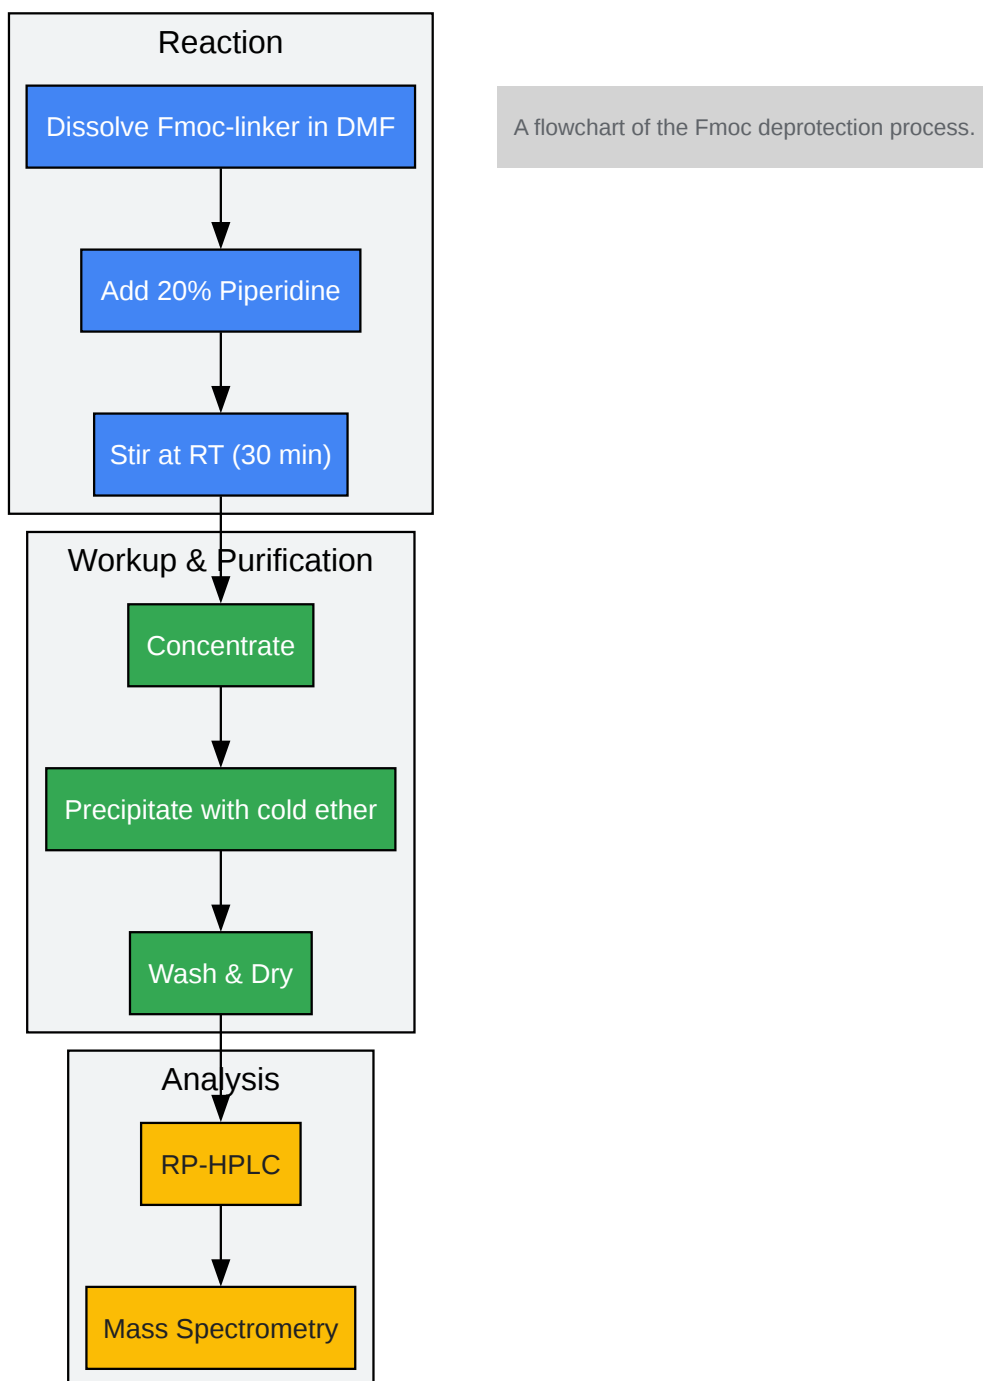 Reaction
Dissolve Fmoc-linker in DMF
A flowchart of the Fmoc deprotection process.
Add 20% Piperidine
Stir at RT (30 min)
Workup & Purification
Concentrate
Precipitate with cold ether
Wash & Dry
Analysis
RP-HPLC
Mass Spectrometry